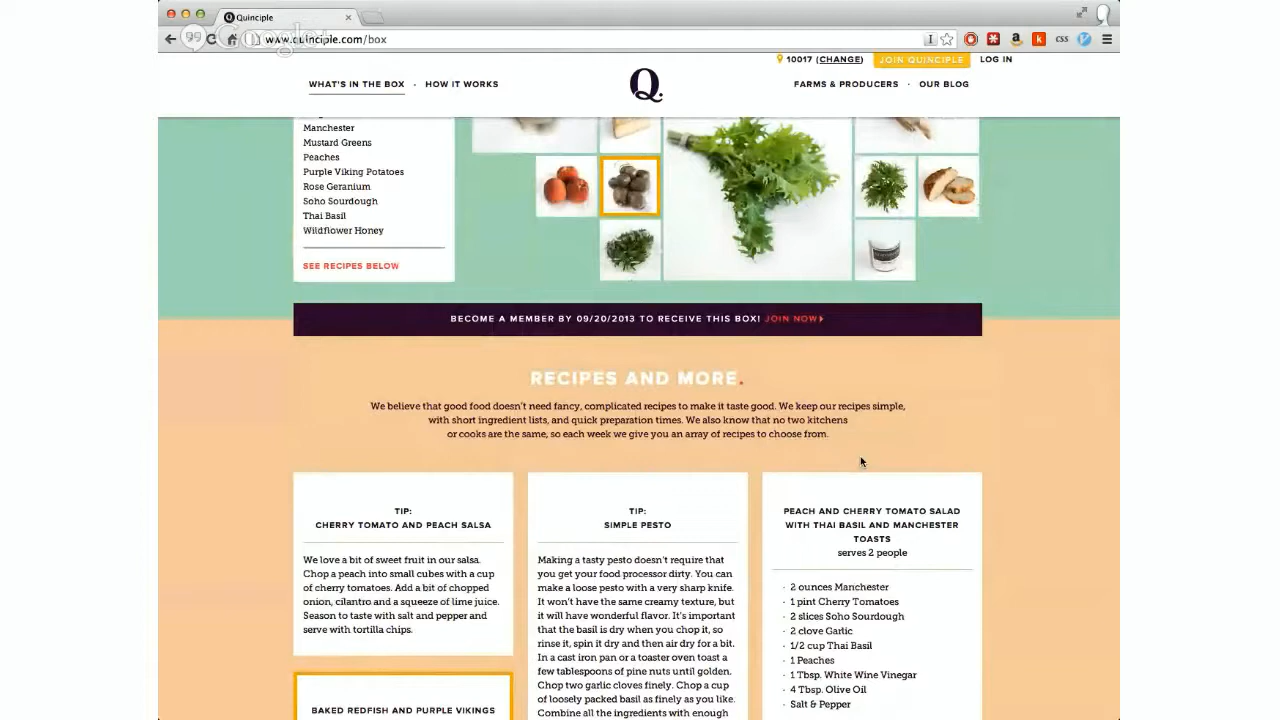 Quinciple
Google+
www.quinciple.com/box
css
10017 (CHANGE)
JOIN QUINCIPLE
LOG IN
WHAT'S IN THE BOX · HOW IT WORKS
Q.
FARMS & PRODUCERS · OUR BLOG
Manchester
Mustard Greens
Peaches
Purple Viking Potatoes
Rose Geranium
Soho Sourdough
Thai Basil
Wildflower Honey
SEE RECIPES BELOW
BECOME A MEMBER BY 09/20/2013 TO RECEIVE THIS BOX! JOIN NOW
RECIPES AND MORE.
We believe that good food doesn't need fancy, complicated recipes to make it taste good. We keep our recipes simple,
with short ingredient lists, and quick preparation times. We also know that no two kitchens
or cooks are the same, so each week we give you an array of recipes to choose from.
TIP:
CHERRY TOMATO AND PEACH SALSA
We love a bit of sweet fruit in our salsa.
Chop a peach into small cubes with a cup
of cherry tomatoes. Add a bit of chopped
onion, cilantro and a squeeze of lime juice.
Season to taste with salt and pepper and
serve with tortilla chips.
BAKED REDFISH AND PURPLE VIKINGS
TIP:
SIMPLE PESTO
Making a tasty pesto doesn't require that
you get your food processor dirty. You can
make a loose pesto with a very sharp knife.
It won't have the same creamy texture, but
it will have wonderful flavor. It's important
that the basil is dry when you chop it, so
rinse it, spin it dry and then air dry for a bit.
In a cast iron pan or a toaster oven toast a
few tablespoons of pine nuts until golden.
Chop two garlic cloves finely. Chop a cup
of loosely packed basil as finely as you like.
Combine all the ingredients with enough
PEACH AND CHERRY TOMATO SALAD
WITH THAI BASIL AND MANCHESTER
TOASTS
serves 2 people
· 2 ounces Manchester
· 1 pint Cherry Tomatoes
· 2 slices Soho Sourdough
· 2 clove Garlic
· 1/2 cup Thai Basil
· 1 Peaches
· 1 Tbsp. White Wine Vinegar
· 4 Tbsp. Olive Oil
· Salt & Pepper